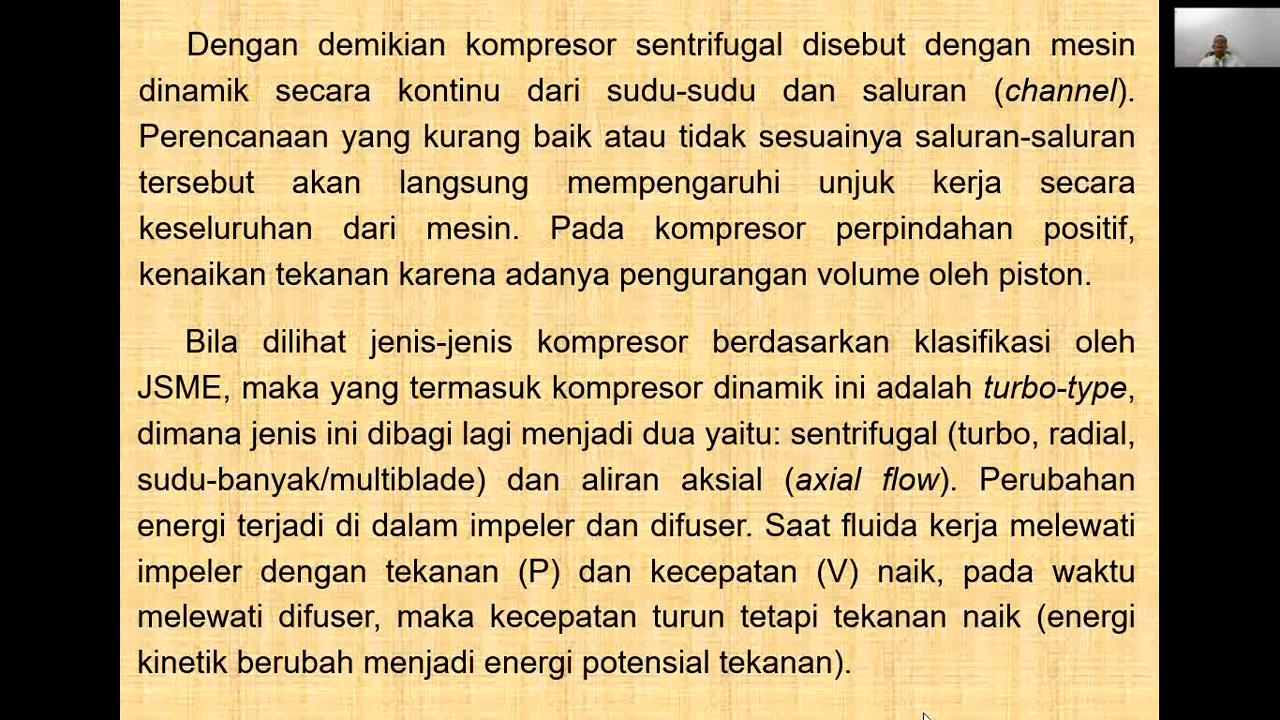 Dengan demikian kompresor sentrifugal disebut dengan mesin
dinamik secara kontinu dari sudu-sudu dan saluran (channel).
Perencanaan yang kurang baik atau tidak sesuainya saluran-saluran
tersebut akan langsung mempengaruhi unjuk kerja secara
keseluruhan dari mesin. Pada kompresor perpindahan positif,
kenaikan tekanan karena adanya pengurangan volume oleh piston.
Bila dilihat jenis-jenis kompresor berdasarkan klasifikasi oleh
JSME, maka yang termasuk kompresor dinamik ini adalah turbo-type,
dimana jenis ini dibagi lagi menjadi dua yaitu: sentrifugal (turbo, radial,
sudu-banyak/multiblade) dan aliran aksial (axial flow). Perubahan
energi terjadi di dalam impeler dan difuser. Saat fluida kerja melewati
impeler dengan tekanan (P) dan kecepatan (V) naik, pada waktu
melewati difuser, maka kecepatan turun tetapi tekanan naik (energi
kinetik berubah menjadi energi potensial tekanan).